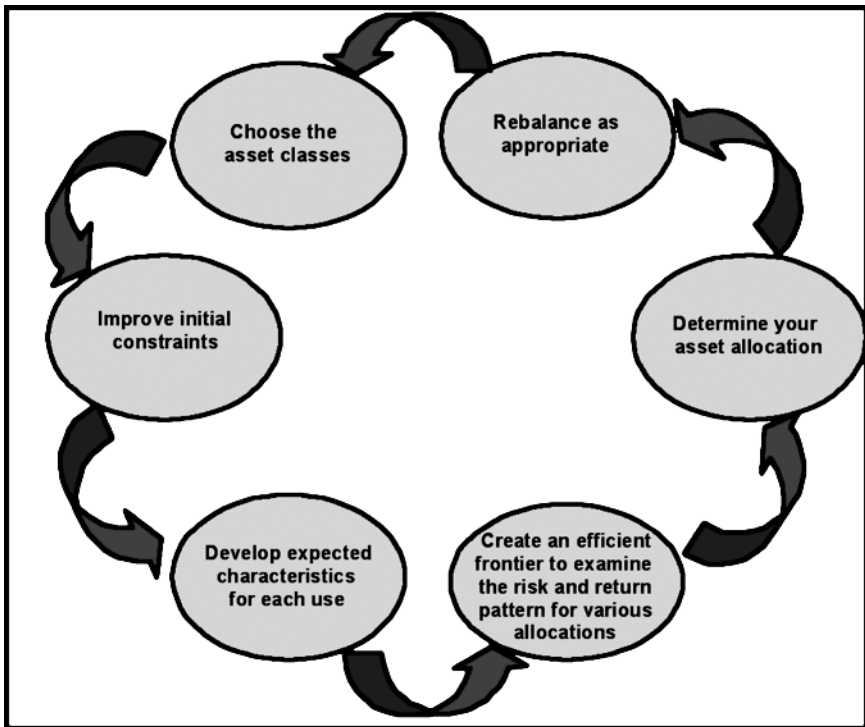 Choose the
asset classes
Rebalance as
appropriate
Improve initial
constraints
Determine your
asset allocation
Develop expected
characteristics
for each use
Create an efficient
frontier to examine
the risk and return
pattern for various
allocations